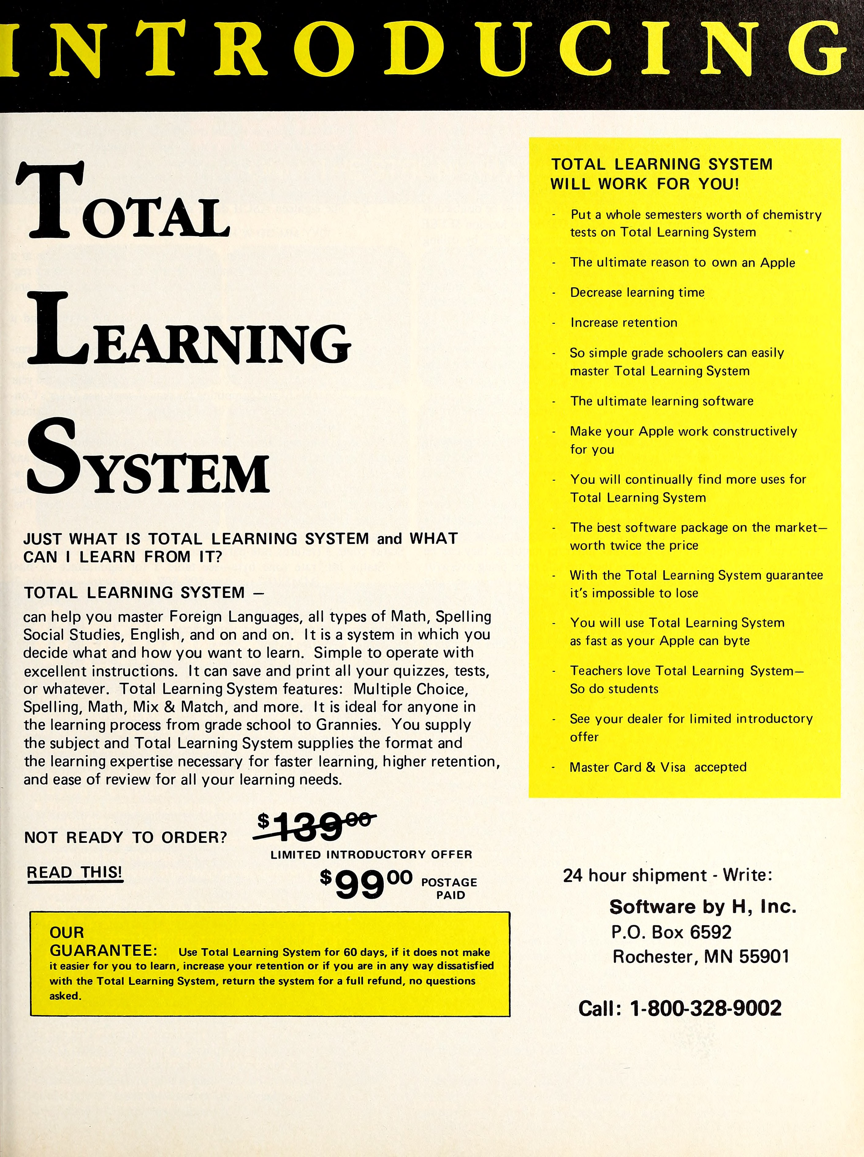 INTRODUCING
TOTAL
LEARNING
SYSTEM
JUST WHAT IS TOTAL LEARNING SYSTEM and WHAT
CAN I LEARN FROM IT?
TOTAL LEARNING SYSTEM —
can help you master Foreign Languages, all types of Math, Spelling
Social Studies, English, and on and on. It is a system in which you
decide what and how you want to learn. Simple to operate with
excellent instructions. It can save and print all your quizzes, tests,
or whatever. Total Learning System features: Multiple Choice,
Spelling, Math, Mix & Match, and more. It is ideal for anyone in
the learning process from grade school to Grannies. You supply
the subject and Total Learning System supplies the format and
the learning expertise necessary for faster learning, higher retention,
and ease of review for all your learning needs.
NOT READY TO ORDER?
READ THIS!
$13900
LIMITED INTRODUCTORY OFFER
$9900 POSTAGE
PAID
OUR
GUARANTEE: Use Total Learning System for 60 days, if it does not make
it easier for you to learn, increase your retention or if you are in any way dissatisfied
with the Total Learning System, return the system for a full refund, no questions
asked.
TOTAL LEARNING SYSTEM
WILL WORK FOR YOU!
- Put a whole semesters worth of chemistry
tests on Total Learning System
- The ultimate reason to own an Apple
- Decrease learning time
- Increase retention
- So simple grade schoolers can easily
master Total Learning System
- The ultimate learning software
- Make your Apple work constructively
for you
- You will continually find more uses for
Total Learning System
- The best software package on the market—
worth twice the price
- With the Total Learning System guarantee
it's impossible to lose
- You will use Total Learning System
as fast as your Apple can byte
- Teachers love Total Learning System—
So do students
- See your dealer for limited introductory
offer
- Master Card & Visa accepted
24 hour shipment - Write:
Software by H, Inc.
P.O. Box 6592
Rochester, MN 55901
Call: 1-800-328-9002